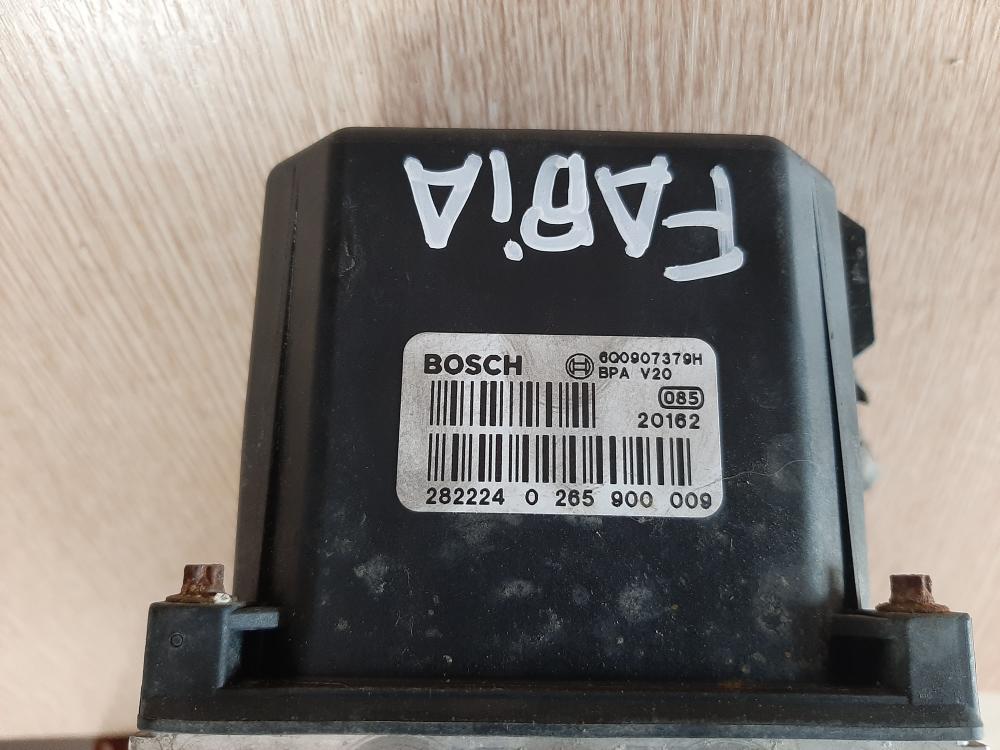 FABiA
BOSCH
6Q0907379H
BPA V20
085
20162
282224 0 265 900 009